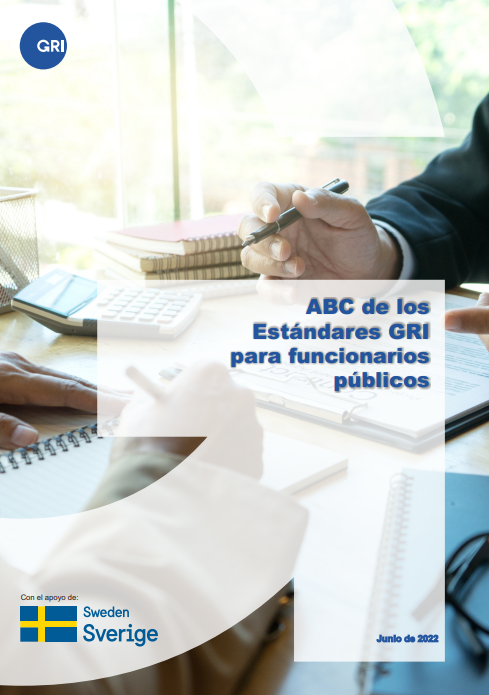 GRI
ABC de los
Estándares GRI
para funcionarios
públicos
Con el apoyo de:
Sweden
Sverige
Junio de 2022